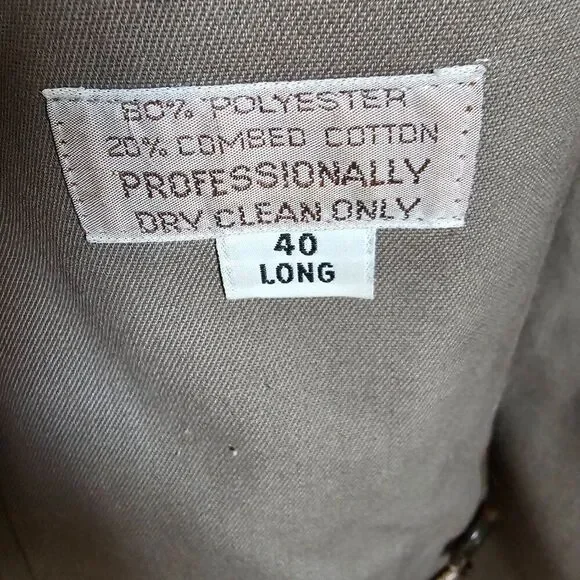 80% POLYESTER
20% COMBED COTTON
PROFESSIONALLY
DRY CLEAN ONLY
40
LONG